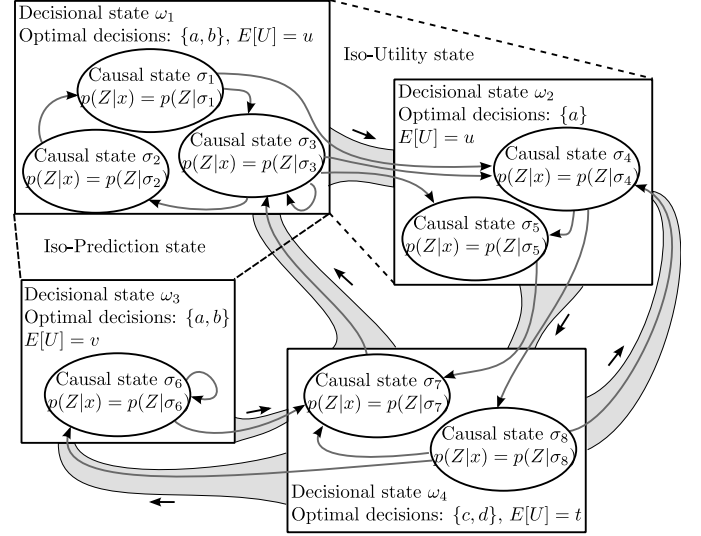 Decisional state ω₁
Optimal decisions: {a, b}, E[U] = u
Causal state σ₁
p(Z|x) = p(Z|σ₁)
Causal state σ₂
p(Z|x) = p(Z|σ₂)
Causal state σ₃
p(Z|x) = p(Z|σ₃)
Iso-Utility state
Decisional state ω₂
Optimal decisions: {a}
E[U] = u
Causal state σ₄
p(Z|x) = p(Z|σ₄)
Causal state σ₅
p(Z|x) = p(Z|σ₅)
Iso-Prediction state
Decisional state ω₃
Optimal decisions: {a, b}
E[U] = v
Causal state σ₆
p(Z|x) = p(Z|σ₆)
Causal state σ₇
p(Z|x) = p(Z|σ₇)
Causal state σ₈
p(Z|x) = p(Z|σ₈)
Decisional state ω₄
Optimal decisions: {c, d}, E[U] = t